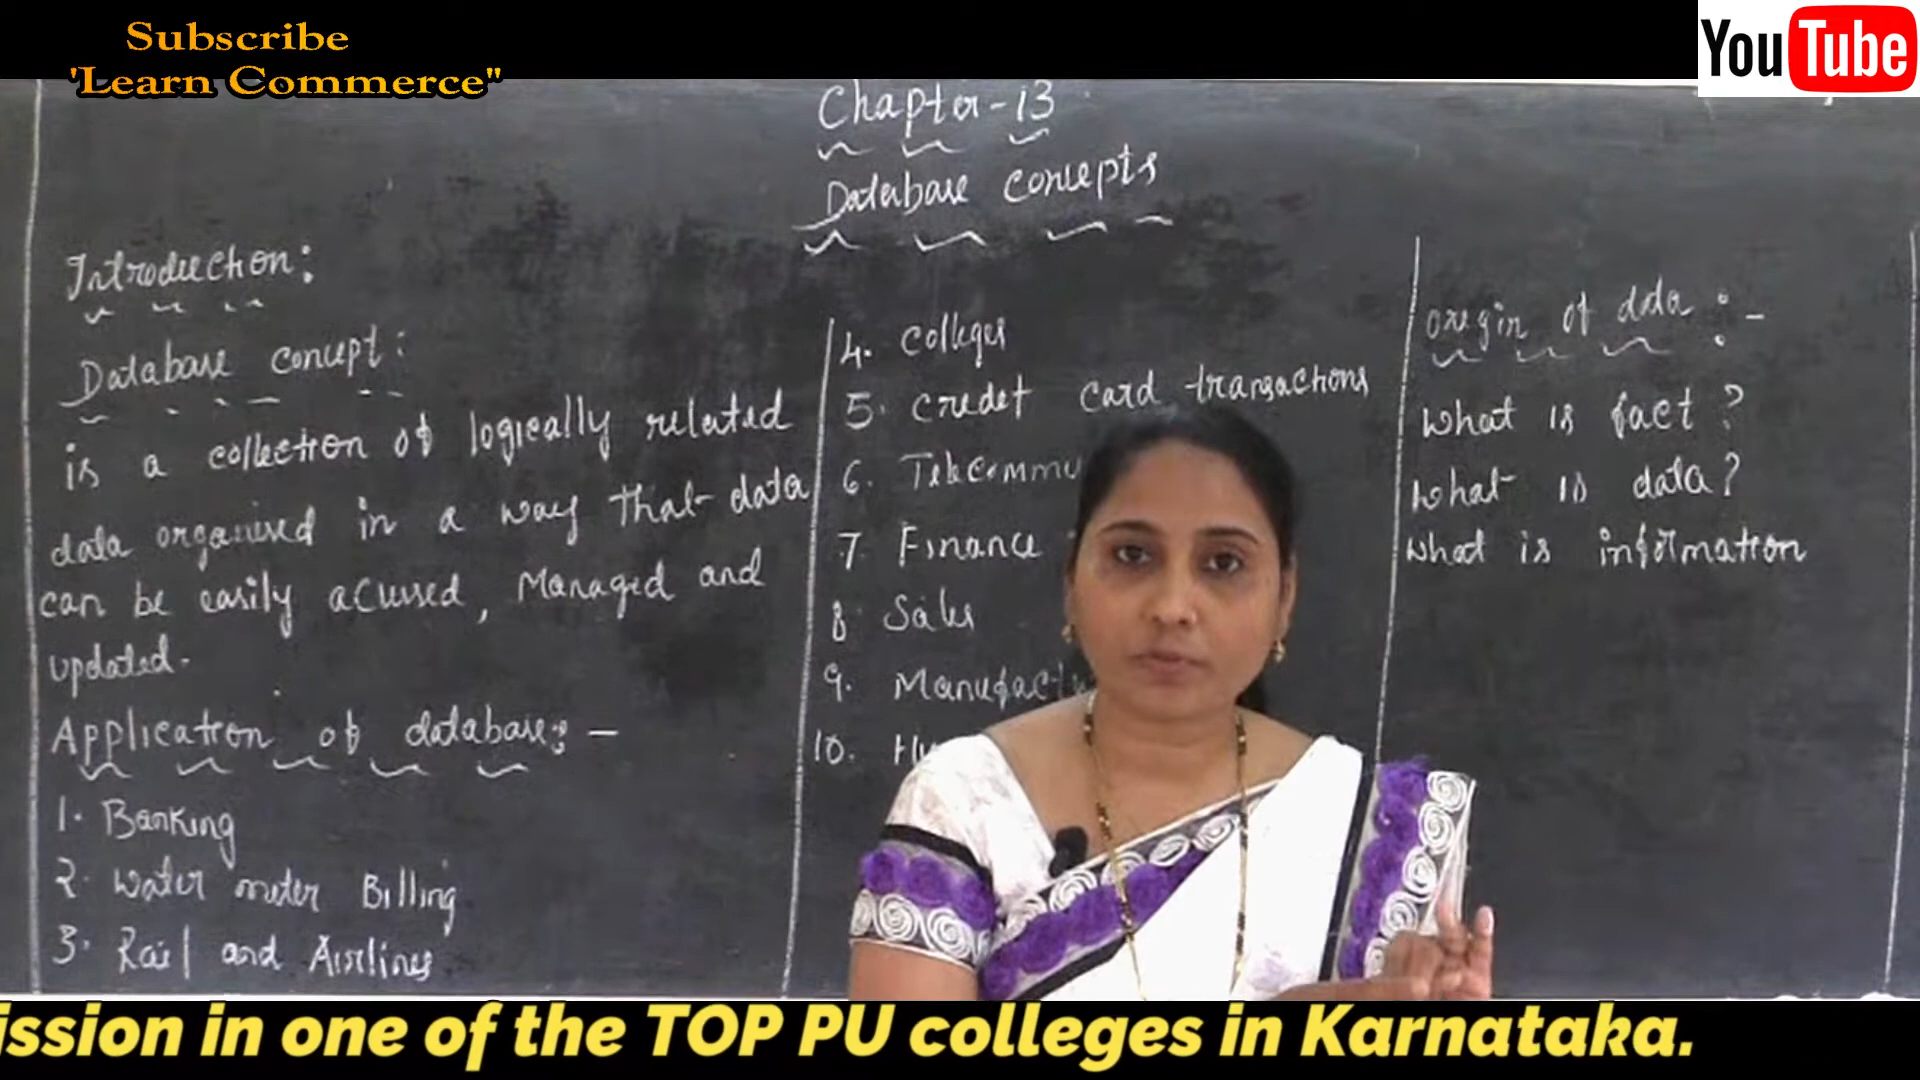 Subscribe
'Learn Commerce"
YouTube
Chapter-13
Database concepts
Introduction:
Database concept:
is a collection of logically related
data organised in a way that data
can be easily accessed, Managed and
updated.
Application of database:-
1. Banking
2. Water meter Billing
3. Rail and Airlines
4. Colleges
5. Credit card transactions
6. Telecommu
7 Finance
8 Sales
9. Manufactu
10. Hu
Origin of data:-
What is fact?
What is data?
What is information
ission in one of the TOP PU colleges in Karnataka.